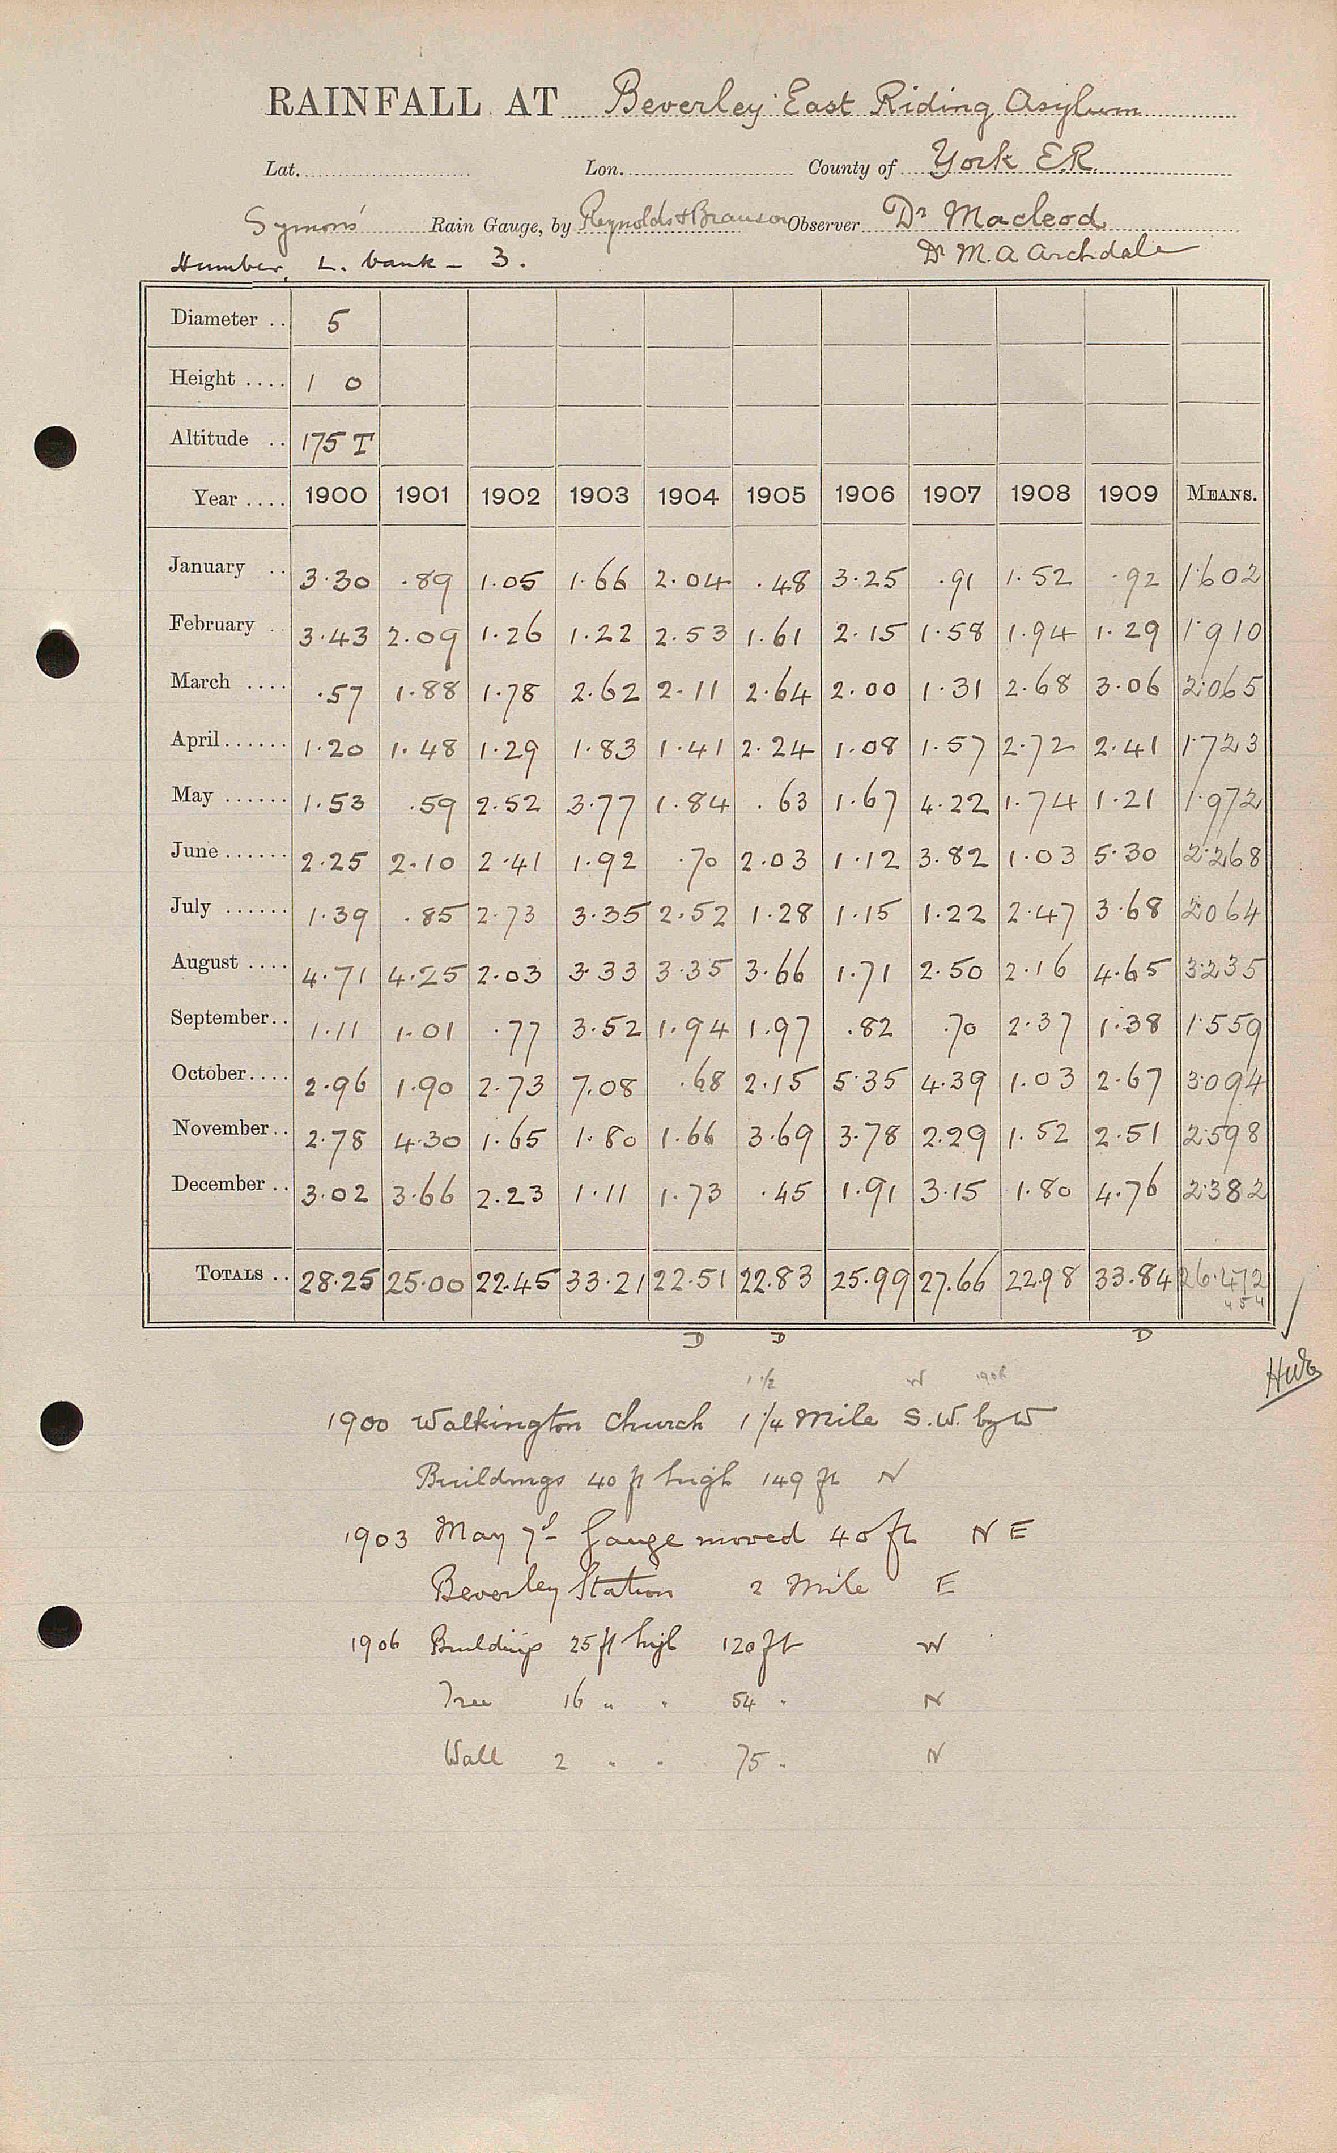 RAINFALL AT Beverley East Riding Asylum
Lat. Lon. County of York E.R.
Symons' Rain Gauge, by Reynolds & Branson Observer Dr Macleod
Humber, L. bank - 3. Dr M. A. Archdale
Diameter .. 5
Height .... 1 0
Altitude .. 175 T
Year .... 1900 1901 1902 1903 1904 1905 1906 1907 1908 1909 MEANS.
January .. 3.30 .89 1.05 1.66 2.04 .48 3.25 .91 1.52 .92 1.602
February .. 3.43 2.09 1.26 1.22 2.53 1.61 2.15 1.58 1.94 1.29 1.910
March .... .57 1.88 1.78 2.62 2.11 2.64 2.00 1.31 2.68 3.06 2.065
April ...... 1.20 1.48 1.29 1.83 1.41 2.24 1.08 1.57 2.72 2.41 1.723
May ...... 1.53 .59 2.52 3.77 1.84 .63 1.67 4.22 1.74 1.21 1.972
June ...... 2.25 2.10 2.41 1.92 .70 2.03 1.12 3.82 1.03 5.30 2.268
July ...... 1.39 .85 2.73 3.35 2.52 1.28 1.15 1.22 2.47 3.68 2.064
August .... 4.71 4.25 2.03 3.33 3.35 3.66 1.71 2.50 2.16 4.65 3.235
September .. 1.11 1.01 .77 3.52 1.94 1.97 .82 .70 2.37 1.38 1.559
October .... 2.96 1.90 2.73 7.08 .68 2.15 5.35 4.39 1.03 2.67 3.094
November .. 2.78 4.30 1.65 1.80 1.66 3.69 3.78 2.29 1.52 2.51 2.598
December .. 3.02 3.66 2.23 1.11 1.73 .45 1.91 3.15 1.80 4.76 2.382
TOTALS .. 28.25 25.00 22.45 33.21 22.51 22.83 25.99 27.66 22.98 33.84 26.472
454
D D D
1 1/2 W 1908
1900 Walkington Church 1 1/4 Mile S.W. by W
Buildings 40 ft high 149 ft N
1903 May 7d Gauge moved 40 ft N E
Beverley Station 2 Mile E
1906 Buildings 25 ft high 120 ft W
Tree 16 " " 54 " N
Wall 2 " " 75 " N